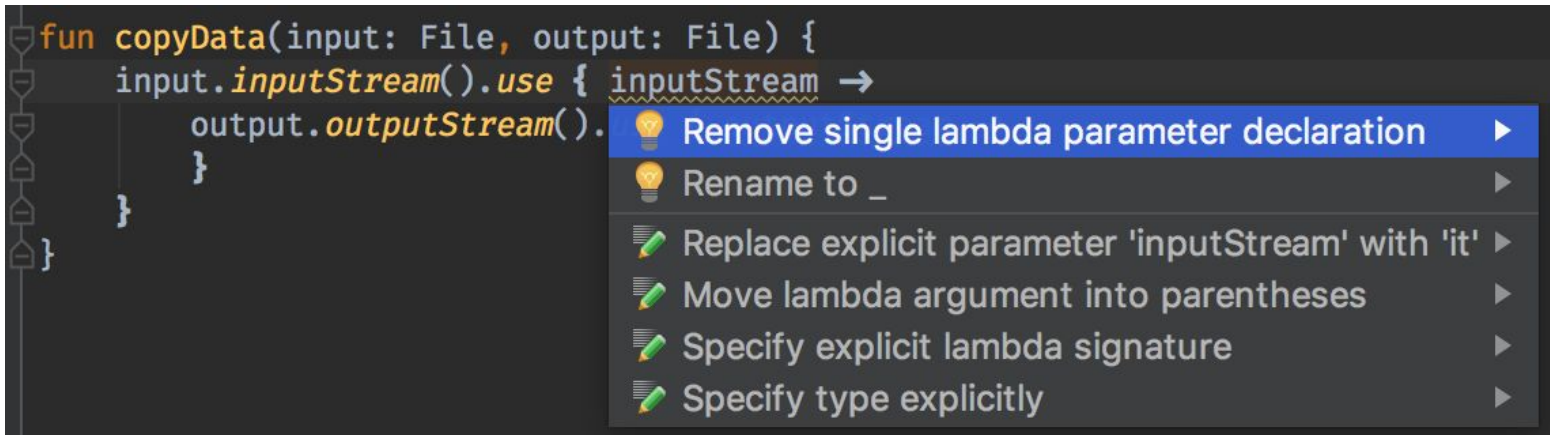 fun copyData(input: File, output: File) {
input.inputStream().use { inputStream →
output.outputStream().
}
}
}
Remove single lambda parameter declaration
Rename to _
Replace explicit parameter 'inputStream' with 'it'
Move lambda argument into parentheses
Specify explicit lambda signature
Specify type explicitly